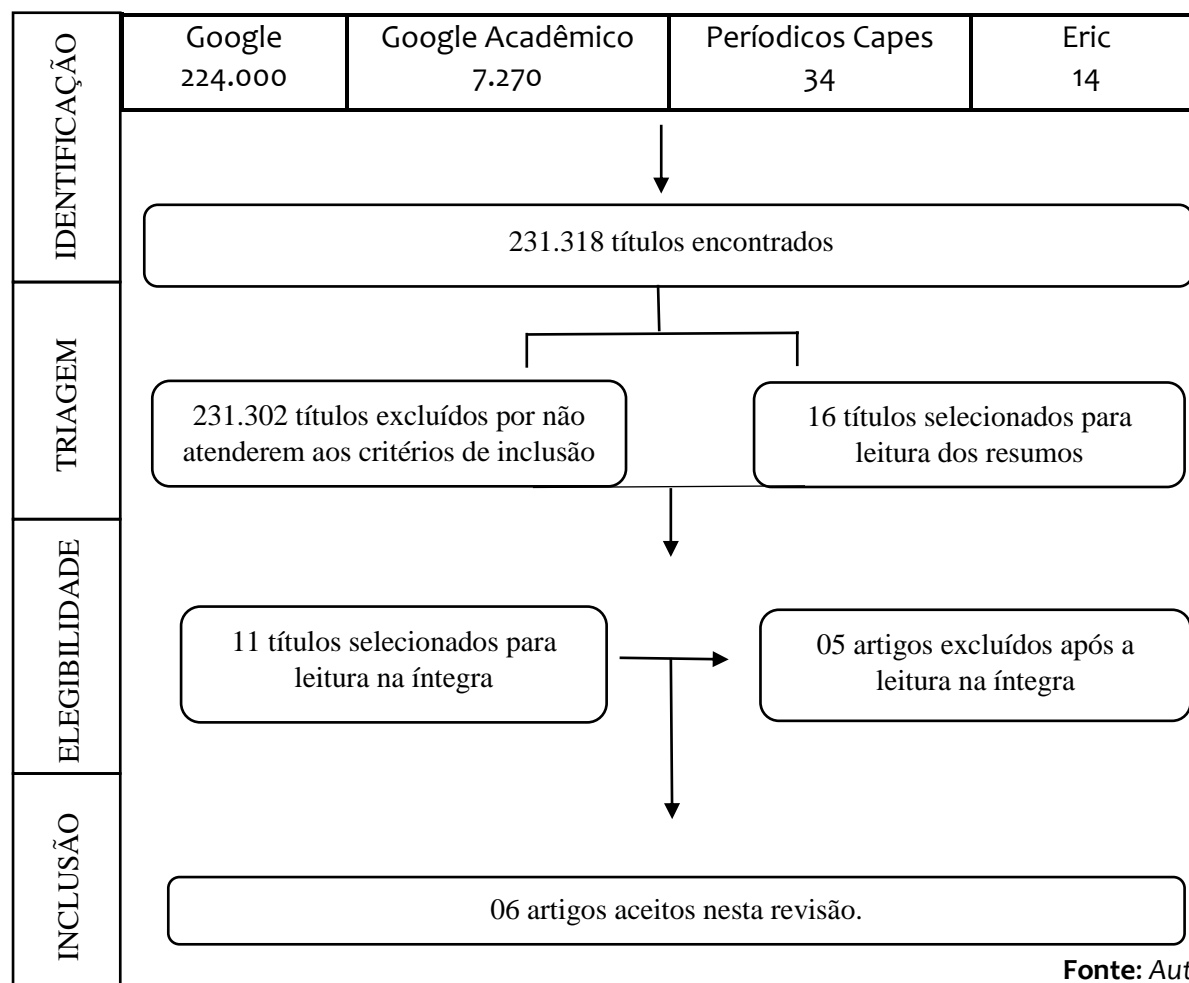 IDENTIFICAÇÃO
Google
224.000
Google Acadêmico
7.270
Períodicos Capes
34
Eric
14
231.318 títulos encontrados
TRIAGEM
231.302 títulos excluídos por não
atenderem aos critérios de inclusão
16 títulos selecionados para
leitura dos resumos
ELEGIBILIDADE
11 títulos selecionados para
leitura na íntegra
05 artigos excluídos após a
leitura na íntegra
INCLUSÃO
06 artigos aceitos nesta revisão.
Fonte: